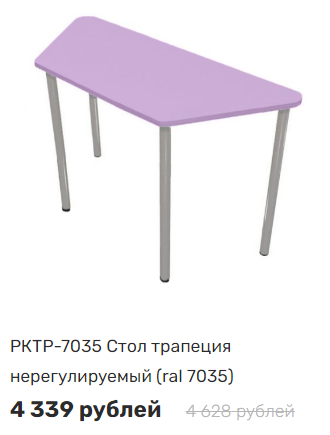 РКТР-7035 Стол трапеция
нерегулируемый (ral 7035)
4 339 рублей 4 628 рублей